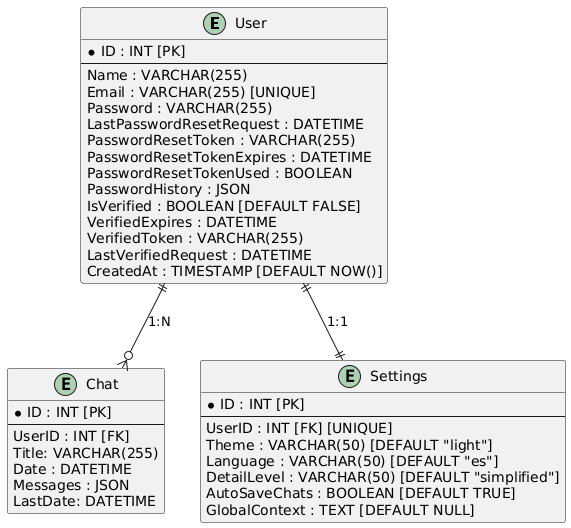 E User
* ID : INT [PK]
Name : VARCHAR(255)
Email : VARCHAR(255) [UNIQUE]
Password : VARCHAR(255)
LastPasswordResetRequest : DATETIME
PasswordResetToken : VARCHAR(255)
PasswordResetTokenExpires : DATETIME
PasswordResetTokenUsed : BOOLEAN
PasswordHistory : JSON
IsVerified : BOOLEAN [DEFAULT FALSE]
VerifiedExpires : DATETIME
VerifiedToken : VARCHAR(255)
LastVerifiedRequest : DATETIME
CreatedAt : TIMESTAMP [DEFAULT NOW()]
1:N
1:1
E Chat
* ID : INT [PK]
UserID : INT [FK]
Title: VARCHAR(255)
Date : DATETIME
Messages : JSON
LastDate: DATETIME
E Settings
* ID : INT [PK]
UserID : INT [FK] [UNIQUE]
Theme : VARCHAR(50) [DEFAULT "light"]
Language : VARCHAR(50) [DEFAULT "es"]
DetailLevel : VARCHAR(50) [DEFAULT "simplified"]
AutoSaveChats : BOOLEAN [DEFAULT TRUE]
GlobalContext : TEXT [DEFAULT NULL]